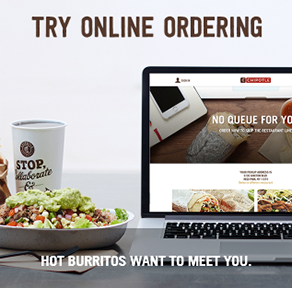 TRY ONLINE ORDERING
SIGN IN
CHIPOTLE
NO QUEUE FOR YO
ORDER NOW TO SKIP THE RESTAURANT LINE
STOP,
Collaborate
&
HOT BURRITOS WANT TO MEET YOU.